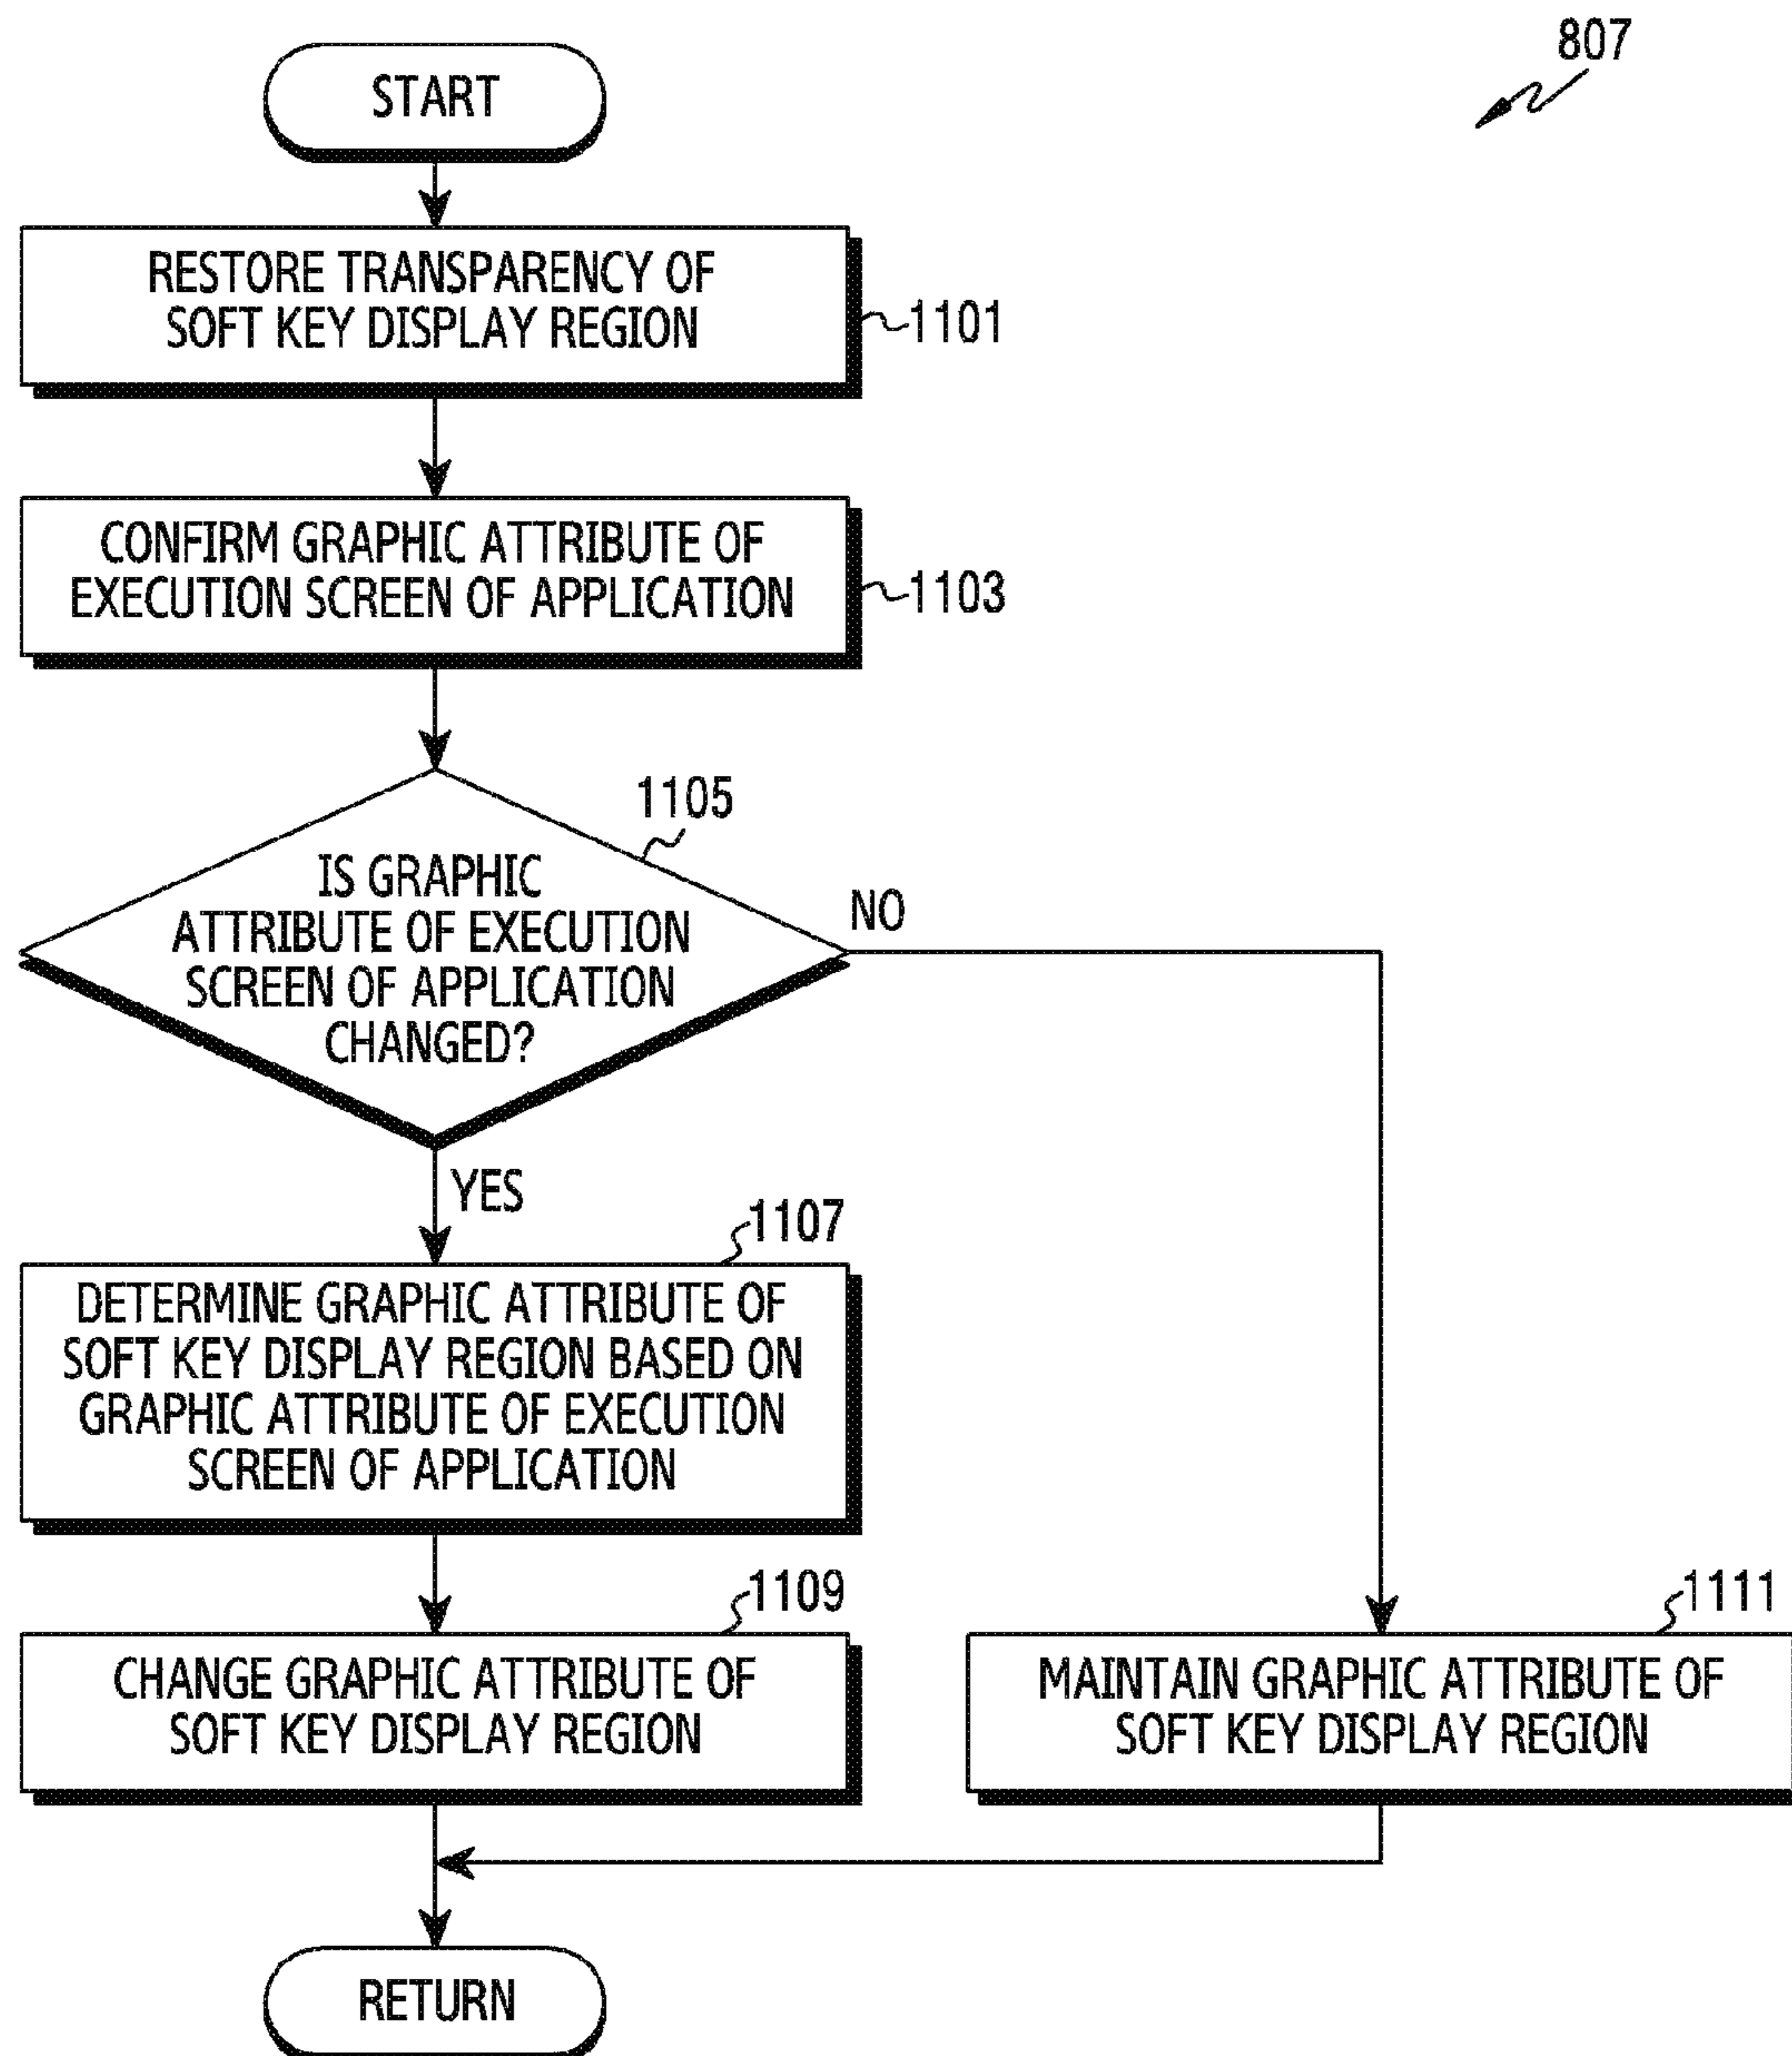 807
START
RESTORE TRANSPARENCY OF
SOFT KEY DISPLAY REGION
1101
CONFIRM GRAPHIC ATTRIBUTE OF
EXECUTION SCREEN OF APPLICATION
1103
1105
IS GRAPHIC
ATTRIBUTE OF EXECUTION
SCREEN OF APPLICATION
CHANGED?
NO
YES
1107
DETERMINE GRAPHIC ATTRIBUTE OF
SOFT KEY DISPLAY REGION BASED ON
GRAPHIC ATTRIBUTE OF EXECUTION
SCREEN OF APPLICATION
1109
CHANGE GRAPHIC ATTRIBUTE OF
SOFT KEY DISPLAY REGION
1111
MAINTAIN GRAPHIC ATTRIBUTE OF
SOFT KEY DISPLAY REGION
RETURN